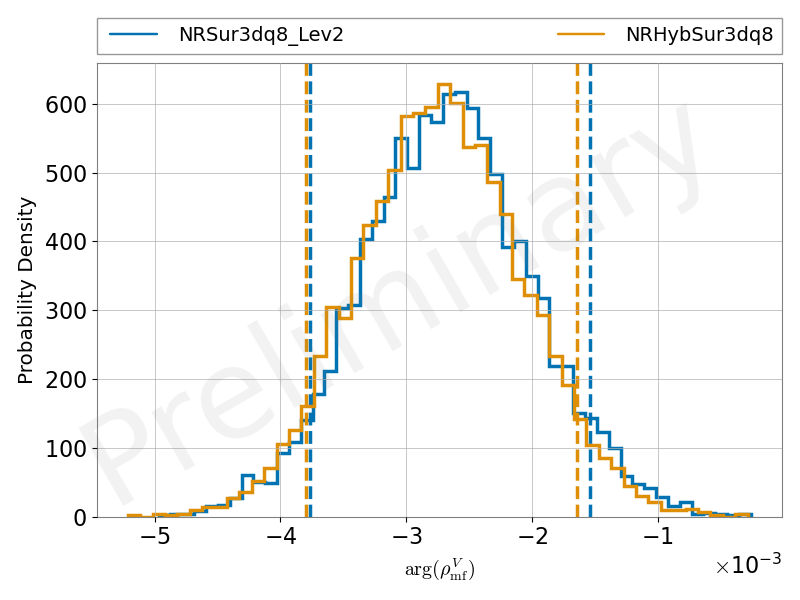 NRSur3dq8_Lev2 NRHybSur3dq8
600
500
400
300
200
100
0
Probability Density
Preliminary
−5 −4 −3 −2 −1
×10⁻³
arg(ρ_mf^V)